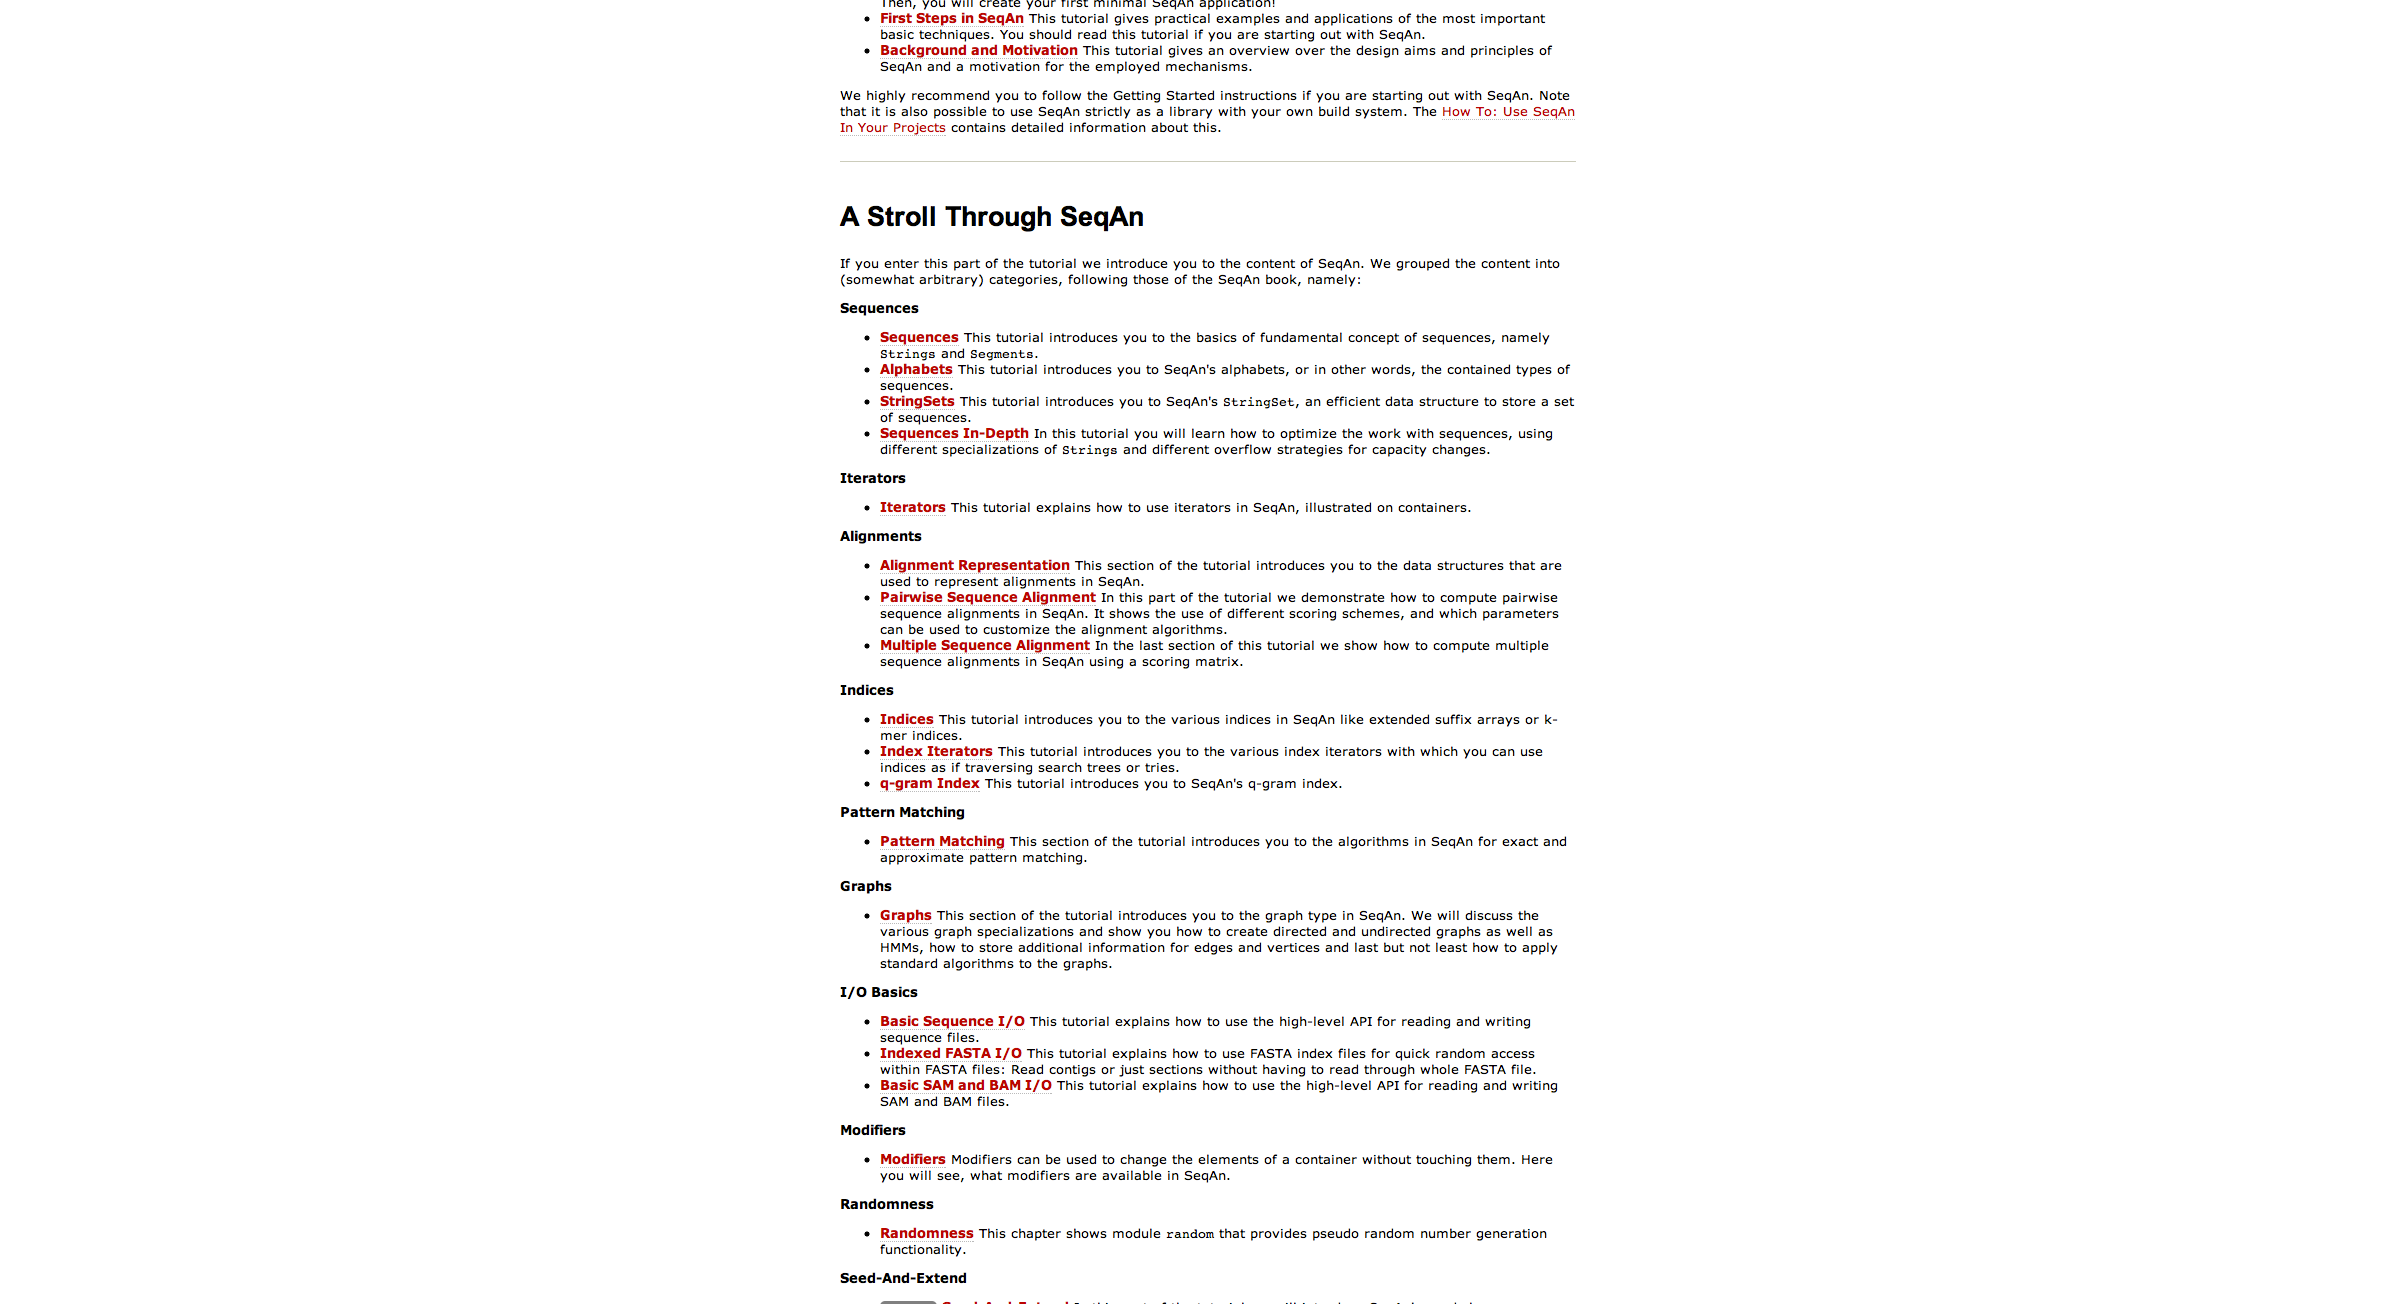 Then, you will create your first minimal SeqAn application!
First Steps in SeqAn This tutorial gives practical examples and applications of the most important
basic techniques. You should read this tutorial if you are starting out with SeqAn.
Background and Motivation This tutorial gives an overview over the design aims and principles of
SeqAn and a motivation for the employed mechanisms.
We highly recommend you to follow the Getting Started instructions if you are starting out with SeqAn. Note
that it is also possible to use SeqAn strictly as a library with your own build system. The How To: Use SeqAn
In Your Projects contains detailed information about this.
A Stroll Through SeqAn
If you enter this part of the tutorial we introduce you to the content of SeqAn. We grouped the content into
(somewhat arbitrary) categories, following those of the SeqAn book, namely:
Sequences
Sequences This tutorial introduces you to the basics of fundamental concept of sequences, namely
Strings and Segments.
Alphabets This tutorial introduces you to SeqAn's alphabets, or in other words, the contained types of
sequences.
StringSets This tutorial introduces you to SeqAn's StringSet, an efficient data structure to store a set
of sequences.
Sequences In-Depth In this tutorial you will learn how to optimize the work with sequences, using
different specializations of Strings and different overflow strategies for capacity changes.
Iterators
Iterators This tutorial explains how to use iterators in SeqAn, illustrated on containers.
Alignments
Alignment Representation This section of the tutorial introduces you to the data structures that are
used to represent alignments in SeqAn.
Pairwise Sequence Alignment In this part of the tutorial we demonstrate how to compute pairwise
sequence alignments in SeqAn. It shows the use of different scoring schemes, and which parameters
can be used to customize the alignment algorithms.
Multiple Sequence Alignment In the last section of this tutorial we show how to compute multiple
sequence alignments in SeqAn using a scoring matrix.
Indices
Indices This tutorial introduces you to the various indices in SeqAn like extended suffix arrays or k-
mer indices.
Index Iterators This tutorial introduces you to the various index iterators with which you can use
indices as if traversing search trees or tries.
q-gram Index This tutorial introduces you to SeqAn's q-gram index.
Pattern Matching
Pattern Matching This section of the tutorial introduces you to the algorithms in SeqAn for exact and
approximate pattern matching.
Graphs
Graphs This section of the tutorial introduces you to the graph type in SeqAn. We will discuss the
various graph specializations and show you how to create directed and undirected graphs as well as
HMMs, how to store additional information for edges and vertices and last but not least how to apply
standard algorithms to the graphs.
I/O Basics
Basic Sequence I/O This tutorial explains how to use the high-level API for reading and writing
sequence files.
Indexed FASTA I/O This tutorial explains how to use FASTA index files for quick random access
within FASTA files: Read contigs or just sections without having to read through whole FASTA file.
Basic SAM and BAM I/O This tutorial explains how to use the high-level API for reading and writing
SAM and BAM files.
Modifiers
Modifiers Modifiers can be used to change the elements of a container without touching them. Here
you will see, what modifiers are available in SeqAn.
Randomness
Randomness This chapter shows module random that provides pseudo random number generation
functionality.
Seed-And-Extend